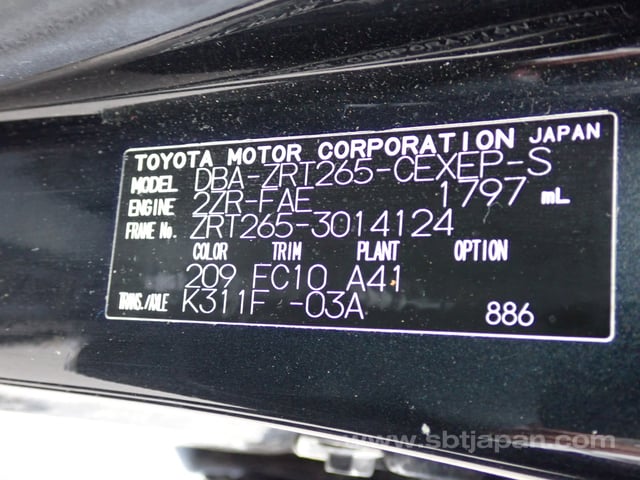 TOYOTA MOTOR CORPORATION JAPAN
MODEL DBA-ZRT265-CEXEP-S
ENGINE 2ZR-FAE 1797 mL
FRAME No. ZRT265-3014124
COLOR TRIM PLANT OPTION
209 FC10 A41
TRANS./AXLE K311F -03A 886
www.sbtjapan.com